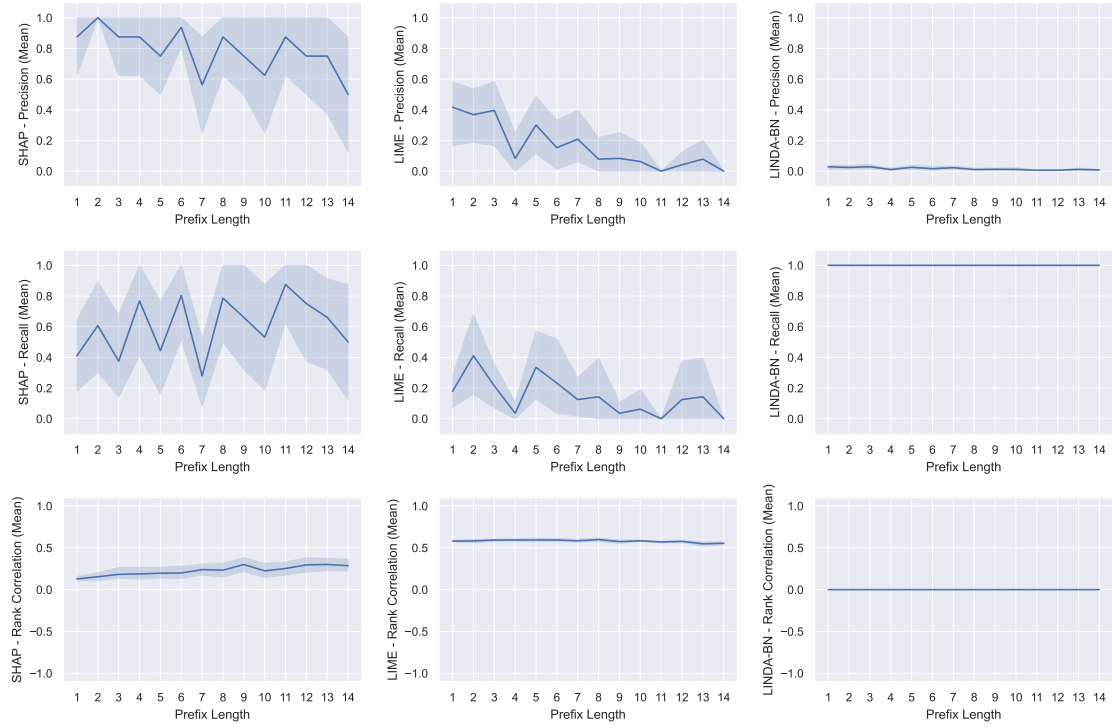 SHAP - Precision (Mean)
1.0
0.8
0.6
0.4
0.2
0.0
1 2 3 4 5 6 7 8 9 10 11 12 13 14
Prefix Length
LIME - Precision (Mean)
1.0
0.8
0.6
0.4
0.2
0.0
1 2 3 4 5 6 7 8 9 10 11 12 13 14
Prefix Length
LINDA-BN - Precision (Mean)
1.0
0.8
0.6
0.4
0.2
0.0
1 2 3 4 5 6 7 8 9 10 11 12 13 14
Prefix Length
SHAP - Recall (Mean)
1.0
0.8
0.6
0.4
0.2
0.0
1 2 3 4 5 6 7 8 9 10 11 12 13 14
Prefix Length
LIME - Recall (Mean)
1.0
0.8
0.6
0.4
0.2
0.0
1 2 3 4 5 6 7 8 9 10 11 12 13 14
Prefix Length
LINDA-BN - Recall (Mean)
1.0
0.8
0.6
0.4
0.2
0.0
1 2 3 4 5 6 7 8 9 10 11 12 13 14
Prefix Length
SHAP - Rank Correlation (Mean)
1.0
0.5
0.0
−0.5
−1.0
1 2 3 4 5 6 7 8 9 10 11 12 13 14
Prefix Length
LIME - Rank Correlation (Mean)
1.0
0.5
0.0
−0.5
−1.0
1 2 3 4 5 6 7 8 9 10 11 12 13 14
Prefix Length
LINDA-BN - Rank Correlation (Mean)
1.0
0.5
0.0
−0.5
−1.0
1 2 3 4 5 6 7 8 9 10 11 12 13 14
Prefix Length